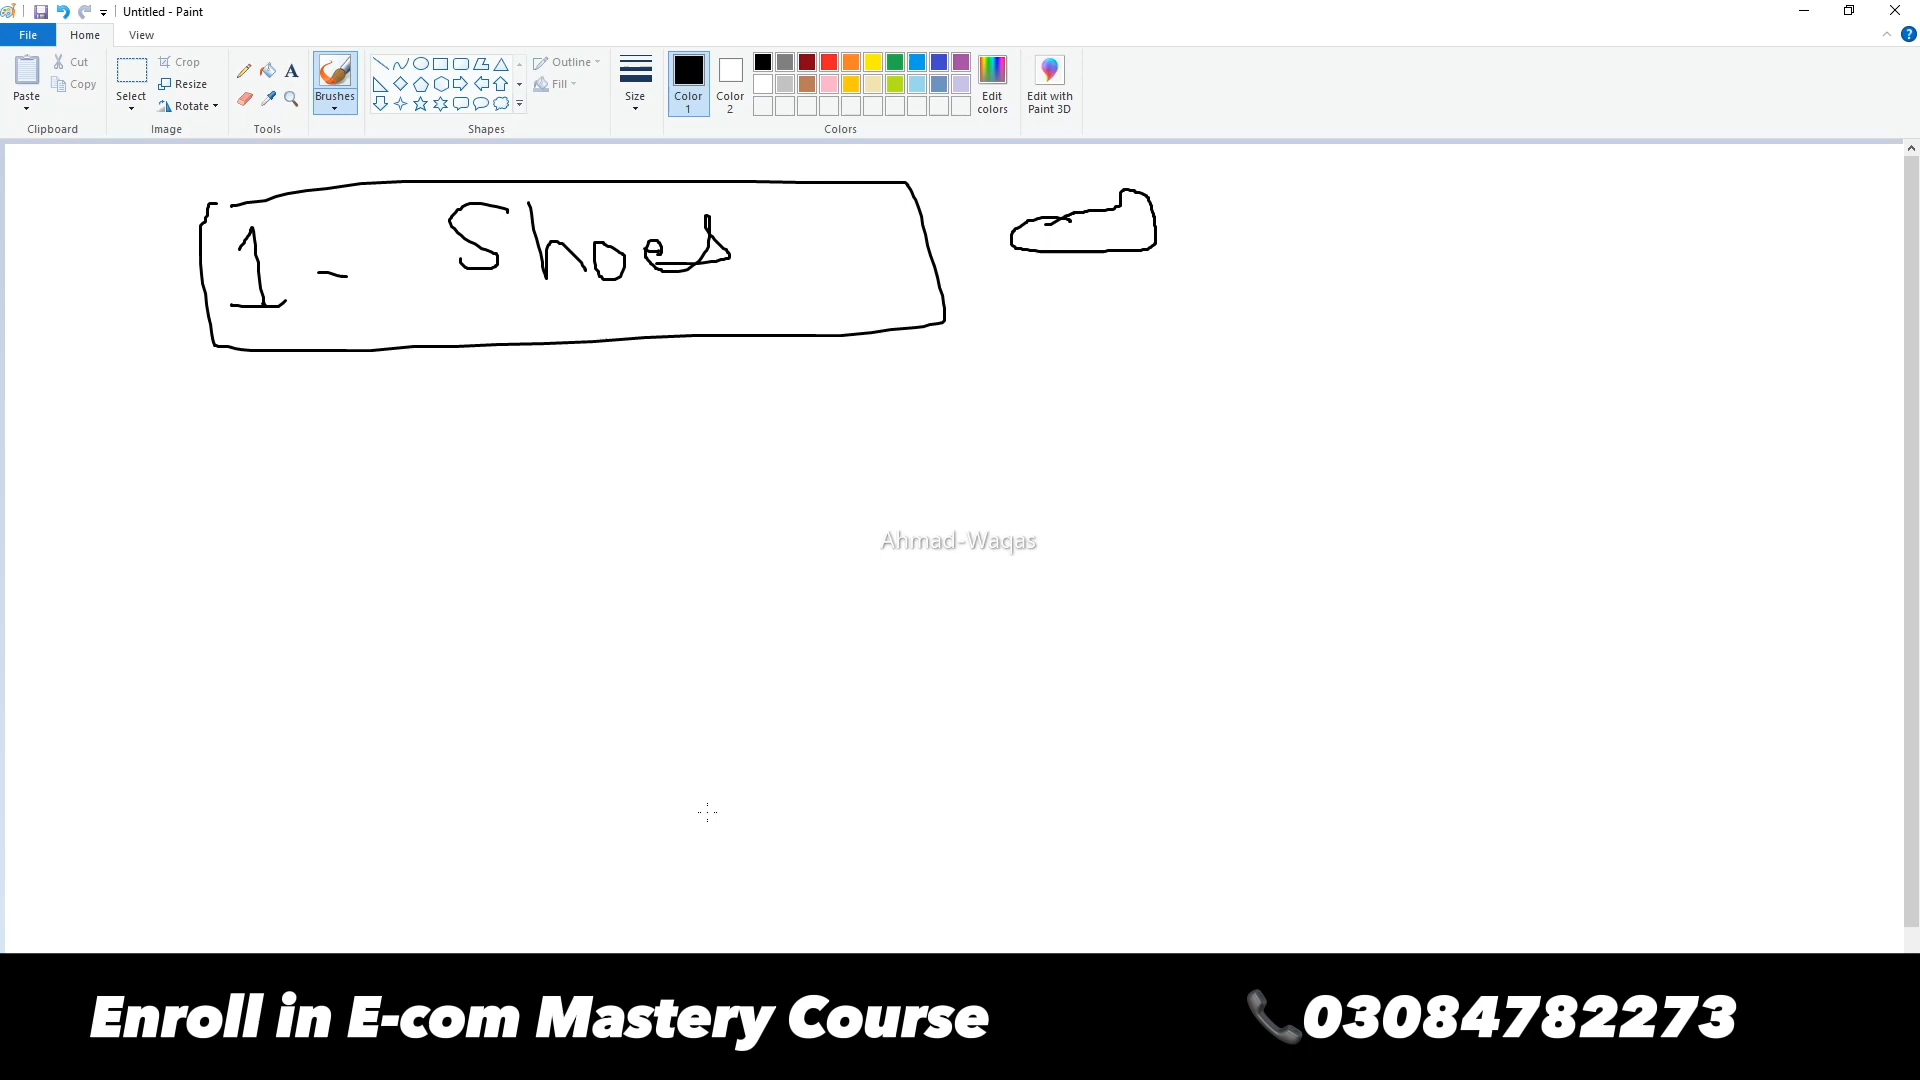 Untitled - Paint
File Home View
Paste
Cut
Copy
Clipboard
Select
Crop
Resize
Rotate
Image
A
Tools
Brushes
Shapes
Outline
Fill
Size
Color 1
Color 2
Colors
Edit colors
Edit with Paint 3D
1 - Shoes
Ahmad-Waqas
Enroll in E-com Mastery Course 03084782273